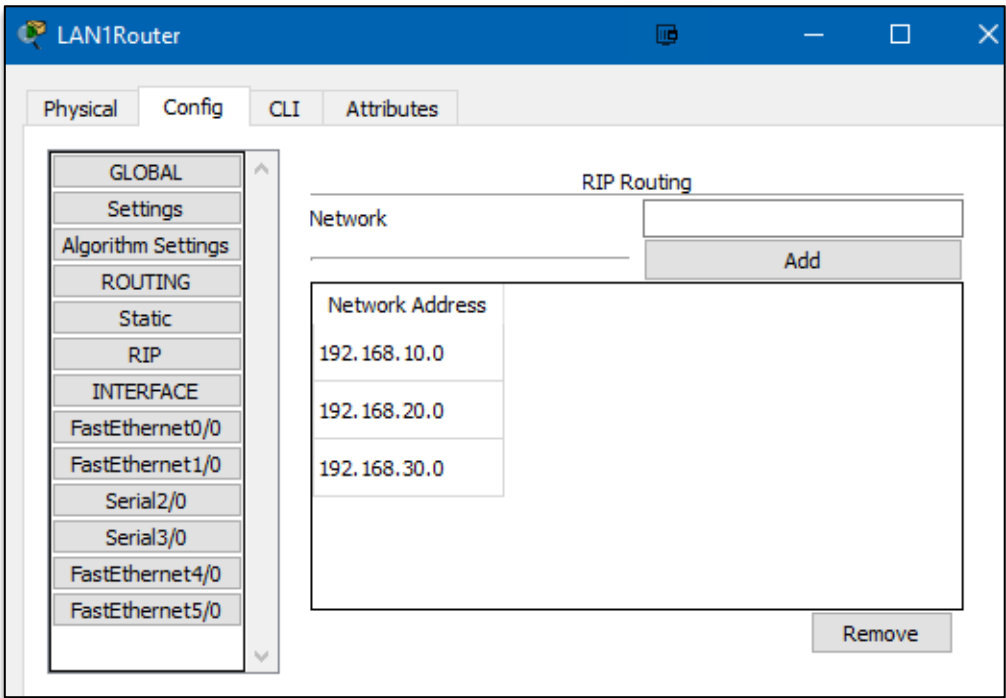 LAN1Router
Physical Config CLI Attributes
GLOBAL
Settings
Algorithm Settings
ROUTING
Static
RIP
INTERFACE
FastEthernet0/0
FastEthernet1/0
Serial2/0
Serial3/0
FastEthernet4/0
FastEthernet5/0
RIP Routing
Network
Add
Network Address
192.168.10.0
192.168.20.0
192.168.30.0
Remove